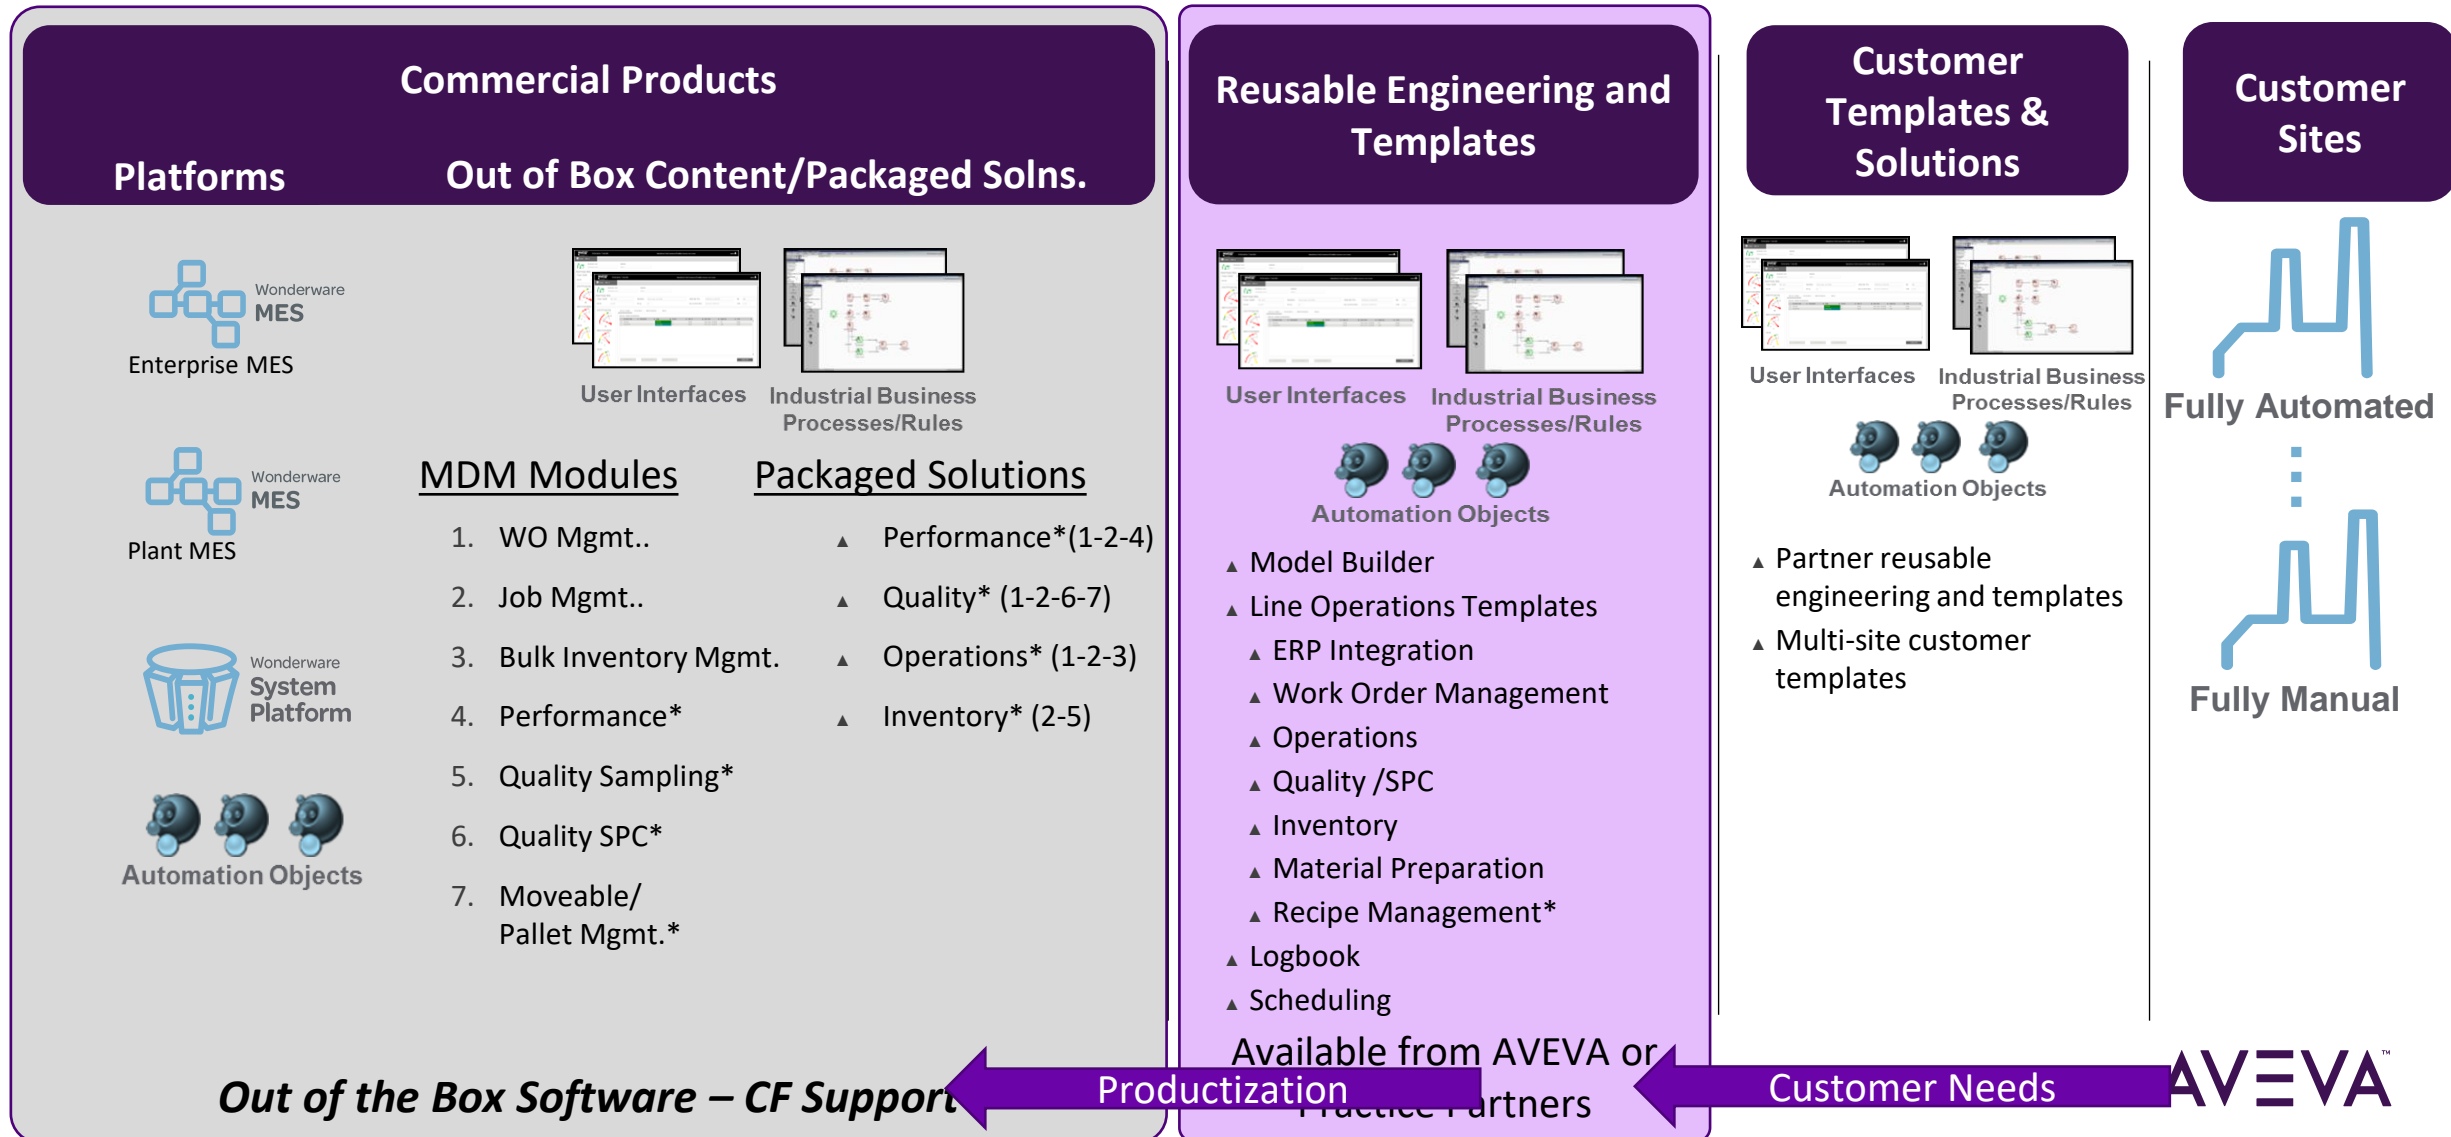 Commercial Products
Platforms
Out of Box Content/Packaged Solns.
Wonderware
MES
Enterprise MES
Wonderware
MES
Plant MES
Wonderware
System
Platform
Automation Objects
User Interfaces
Industrial Business
Processes/Rules
MDM Modules
1. WO Mgmt..
2. Job Mgmt..
3. Bulk Inventory Mgmt.
4. Performance*
5. Quality Sampling*
6. Quality SPC*
7. Moveable/
Pallet Mgmt.*
Packaged Solutions
▲ Performance*(1-2-4)
▲ Quality* (1-2-6-7)
▲ Operations* (1-2-3)
▲ Inventory* (2-5)
Out of the Box Software – CF Support
Productization
Reusable Engineering and
Templates
User Interfaces
Industrial Business
Processes/Rules
Automation Objects
▲ Model Builder
▲ Line Operations Templates
▲ ERP Integration
▲ Work Order Management
▲ Operations
▲ Quality /SPC
▲ Inventory
▲ Material Preparation
▲ Recipe Management*
▲ Logbook
▲ Scheduling
Available from AVEVA or
Practice Partners
Customer
Templates &
Solutions
User Interfaces
Industrial Business
Processes/Rules
Automation Objects
▲ Partner reusable
engineering and templates
▲ Multi-site customer
templates
Customer Needs
Customer
Sites
Fully Automated
Fully Manual
AVEVA™